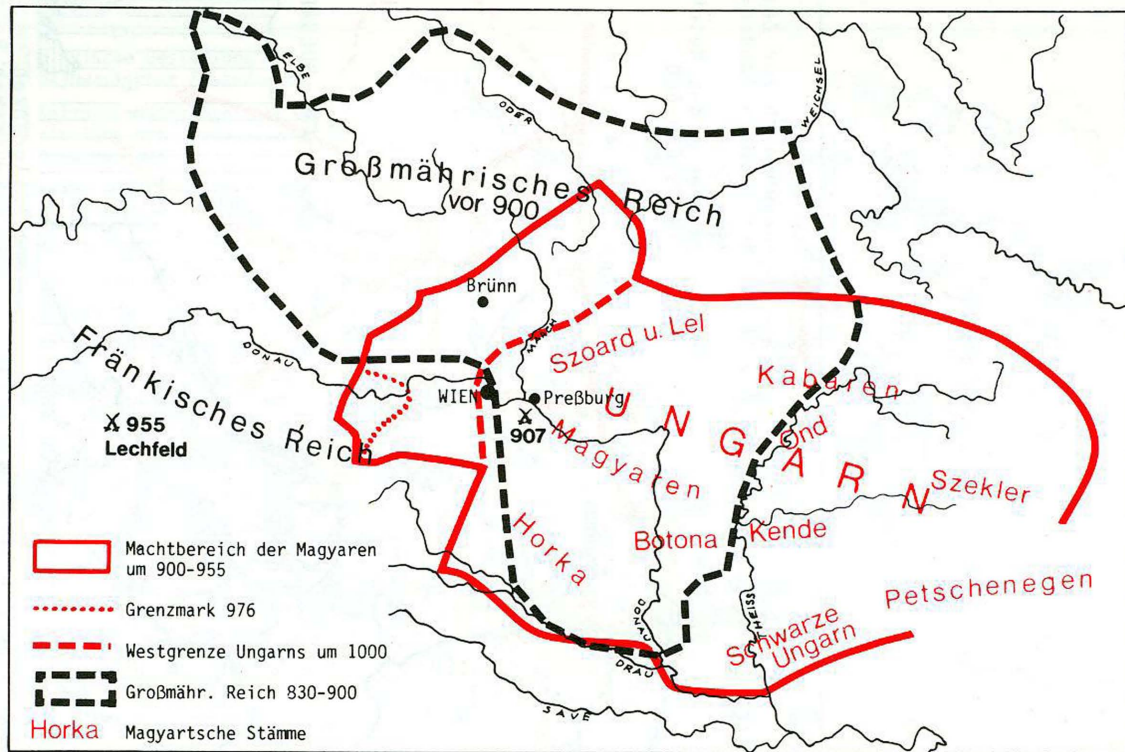 ELBE
ODER
WEICHSEL
Großmährisches Reich
vor 900
Brünn
MARCH
Szoard u. Lel
Fränkisches Reich
DONAU
Kabaren
WIEN
Preßburg
UNGARN
955
Lechfeld
907
Magyaren
Ond
Szekler
Horka
Botona
Kende
Petschenegen
DONAU
THEISS
Schwarze
Ungarn
DRAU
SAVE
Machtbereich der Magyaren
um 900-955
Grenzmark 976
Westgrenze Ungarns um 1000
Großmähr. Reich 830-900
Horka Magyartsche Stämme